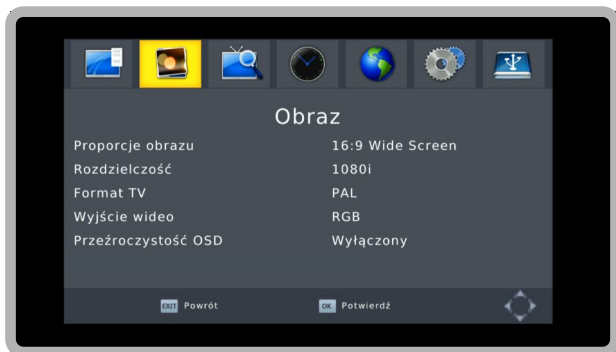 Obraz
Proporcje obrazu 16:9 Wide Screen
Rozdzielczość 1080i
Format TV PAL
Wyjście wideo RGB
Przeźroczystość OSD Wyłączony
EXIT Powrót OK Potwierdź